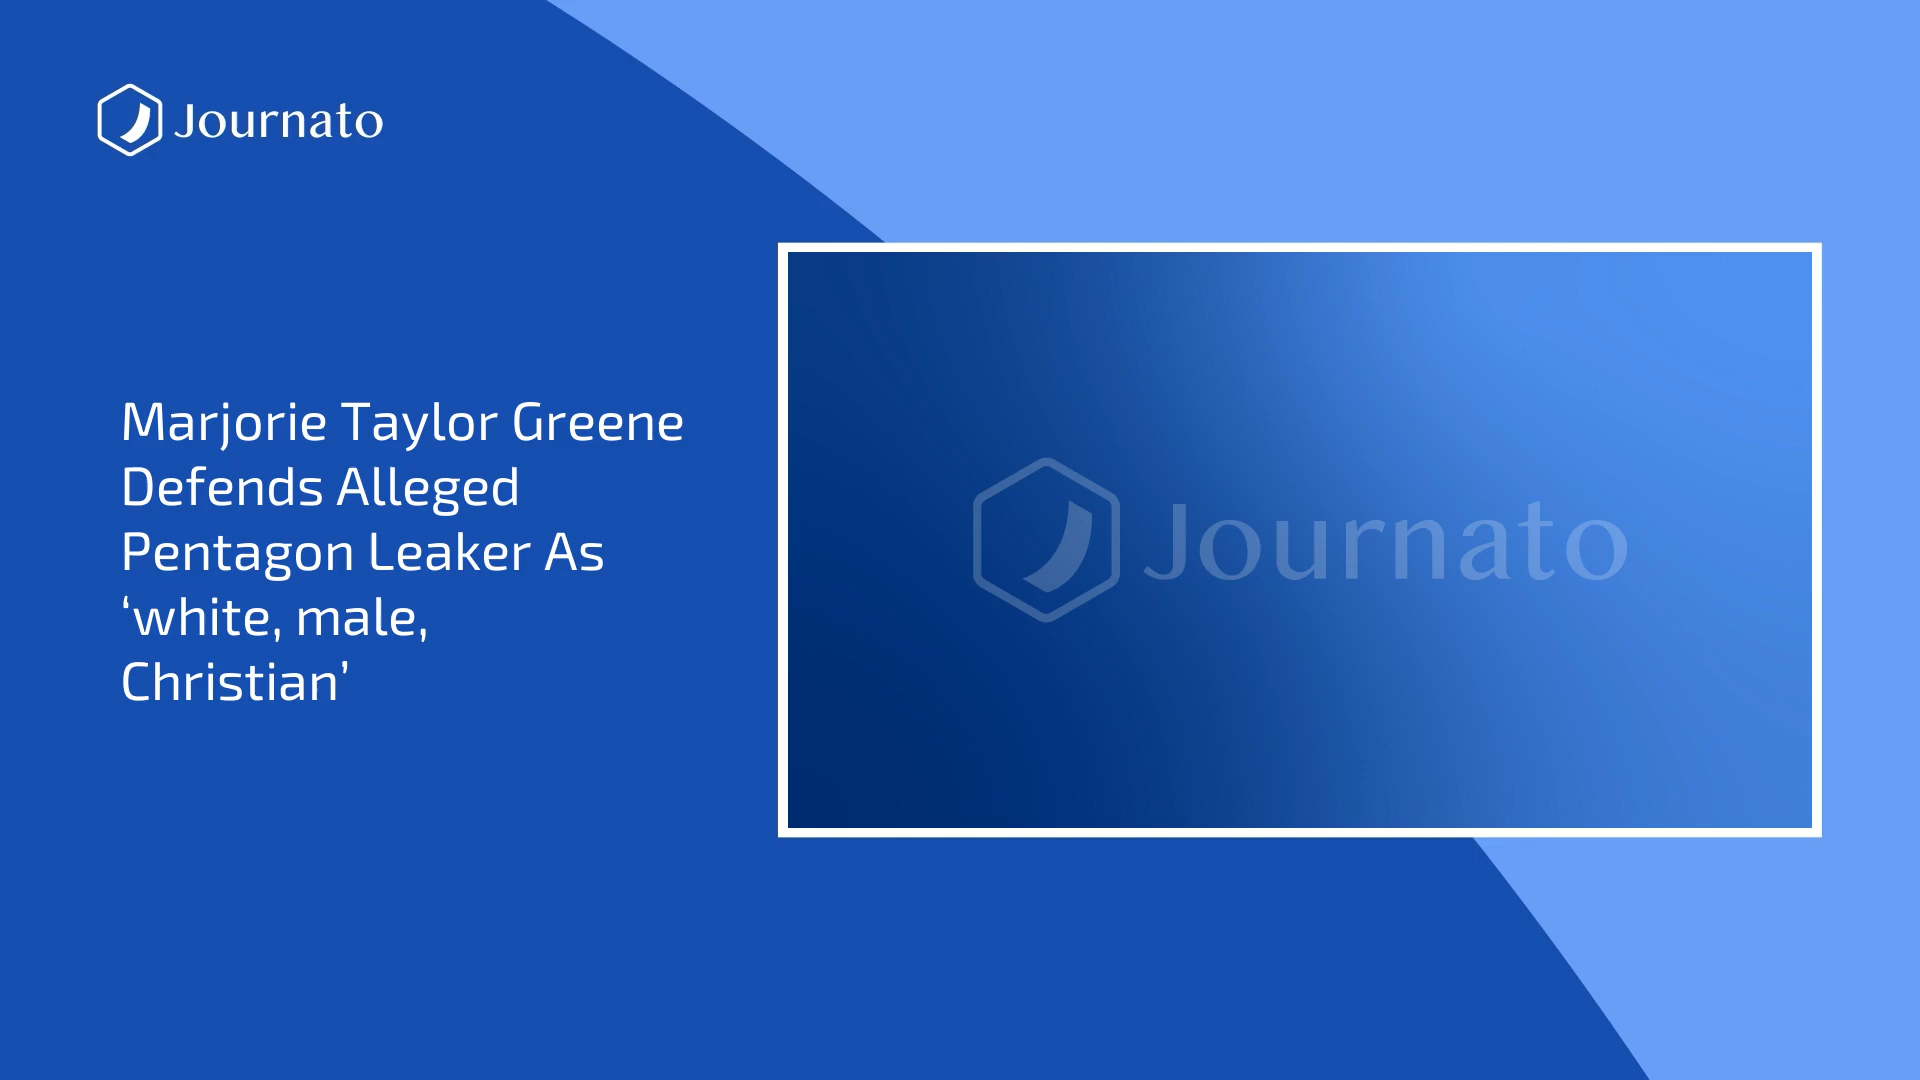 Journato
Marjorie Taylor Greene
Defends Alleged
Pentagon Leaker As
‘white, male,
Christian’
Journato